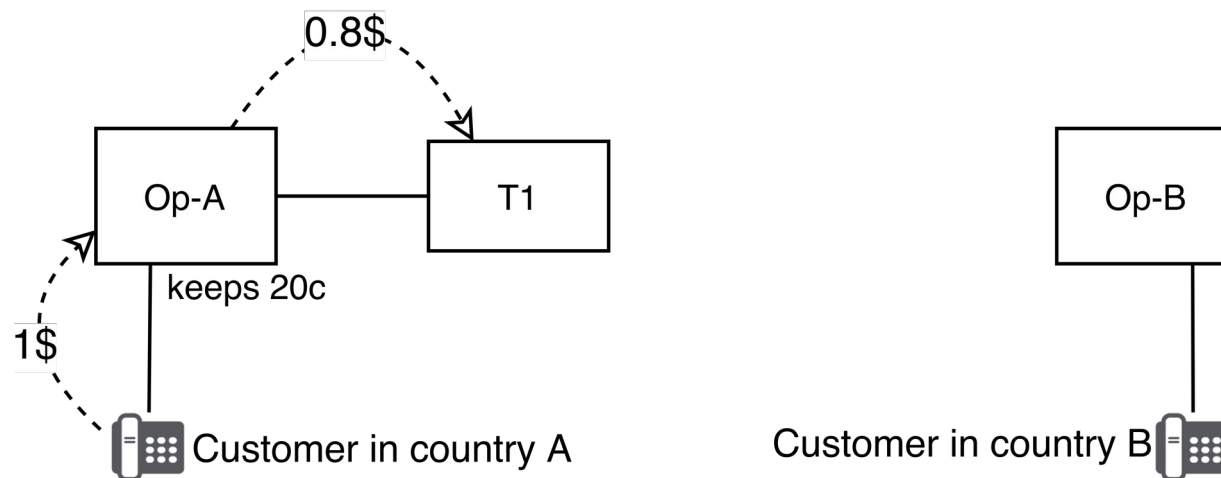 0.8$
Op-A
T1
Op-B
keeps 20c
1$
Customer in country A
Customer in country B